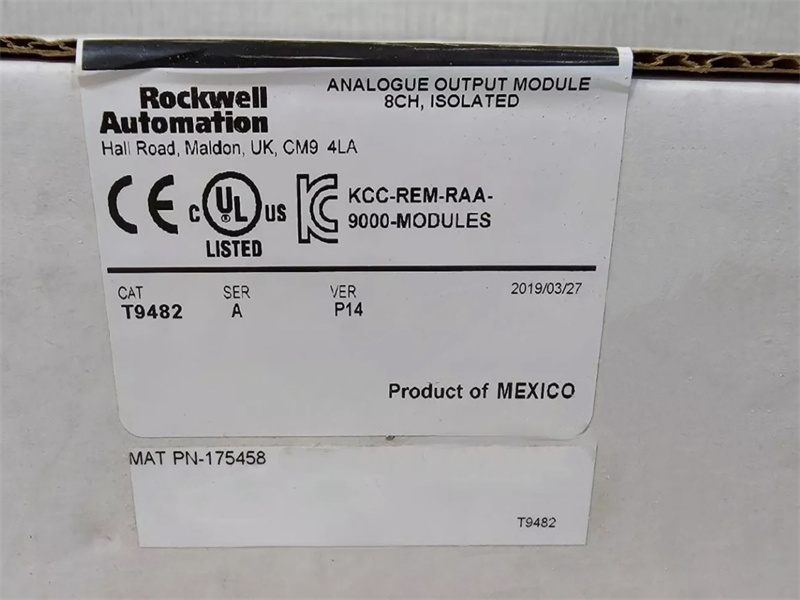 Rockwell
Automation
Hall Road, Maldon, UK, CM9 4LA
ANALOGUE OUTPUT MODULE
8CH, ISOLATED
CE
C UL US
LISTED
KC
KCC-REM-RAA-
9000-MODULES
CAT SER VER 2019/03/27
T9482 A P14
Product of MEXICO
MAT PN-175458
T9482